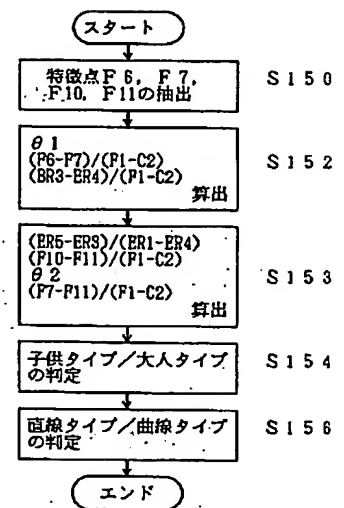 スタート
特徴点F6, F7,
F10, F11の抽出
S150
θ1
(F6-F7)/(F1-C2)
(BR3-ER4)/(F1-C2)
算出
S152
(ER5-ERS)/(ER1-ER4)
(F10-F11)/(F1-C2)
θ2
(F7-F11)/(F1-C2)
算出
S153
子供タイプ/大人タイプ
の判定
S154
直線タイプ/曲線タイプ
の判定
S156
エンド